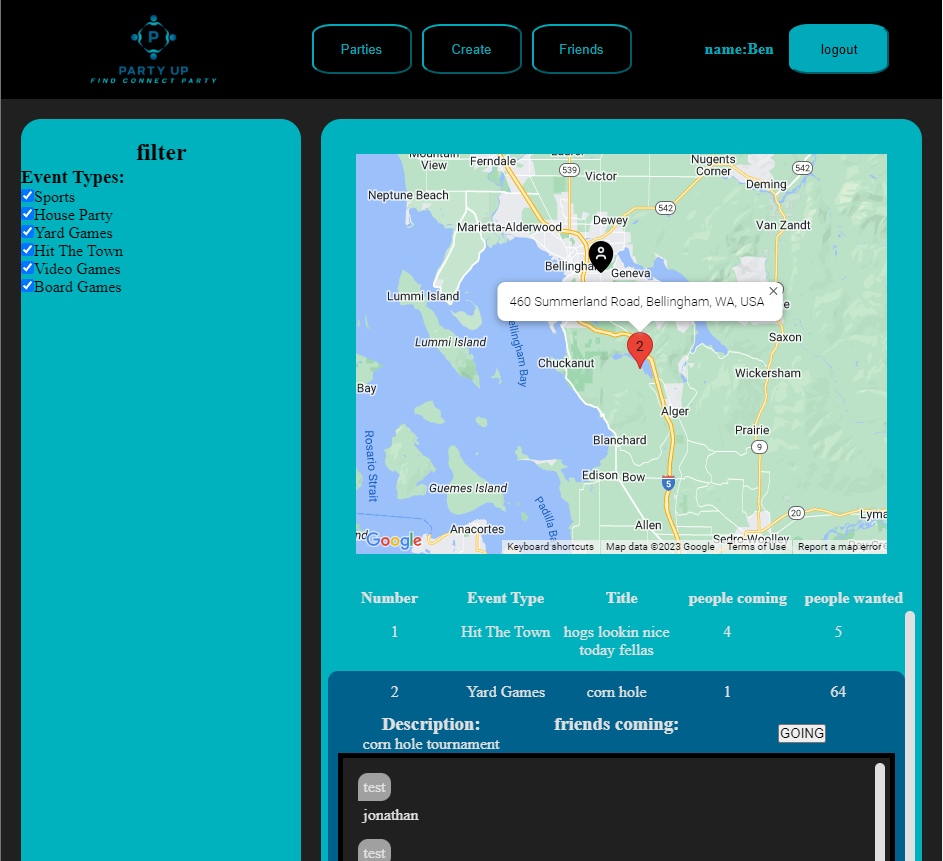 P
PARTY UP
FIND CONNECT PARTY
Parties
Create
Friends
name:Ben
logout
filter
Event Types:
Sports
House Party
Yard Games
Hit The Town
Video Games
Board Games
Mountain
View
Ferndale
539
Victor
Nugents
Corner
542
Deming
Neptune Beach
542
Marietta-Alderwood
Dewey
Van Zandt
Bellingham
Geneva
Lummi Island
460 Summerland Road, Bellingham, WA, USA
Bellingham Bay
Lummi Island
2
Saxon
Chuckanut
Wickersham
Bay
Alger
Rosario Strait
Blanchard
Prairie
9
Edison
Bow
5
Guemes Island
Padilla Ba
20
Lyma
Anacortes
Allen
Sedro-Woolley
Google
Keyboard shortcuts
Map data ©2023 Google
Terms of Use
Report a map error
Number Event Type Title people coming people wanted
1 Hit The Town hogs lookin nice 4 5
today fellas
2 Yard Games corn hole 1 64
Description: friends coming:
GOING
corn hole tournament
test
jonathan
test